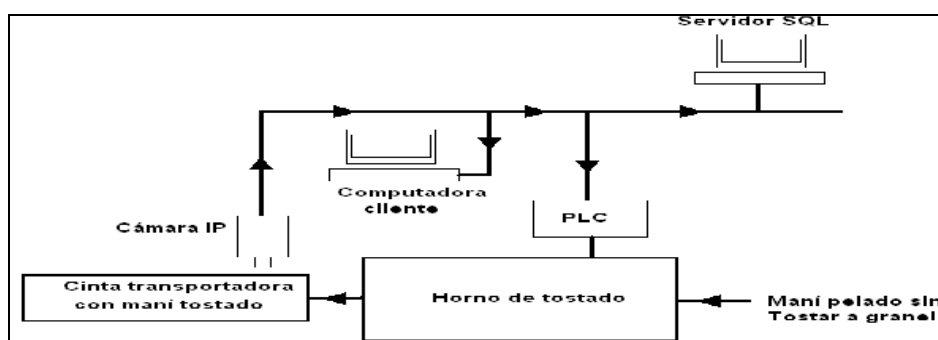 Servidor SQL
Computadora
cliente
Cámara IP
PLC
Cinta transportadora
con maní tostado
Horno de tostado
Maní pelado sin
Tostar a granel